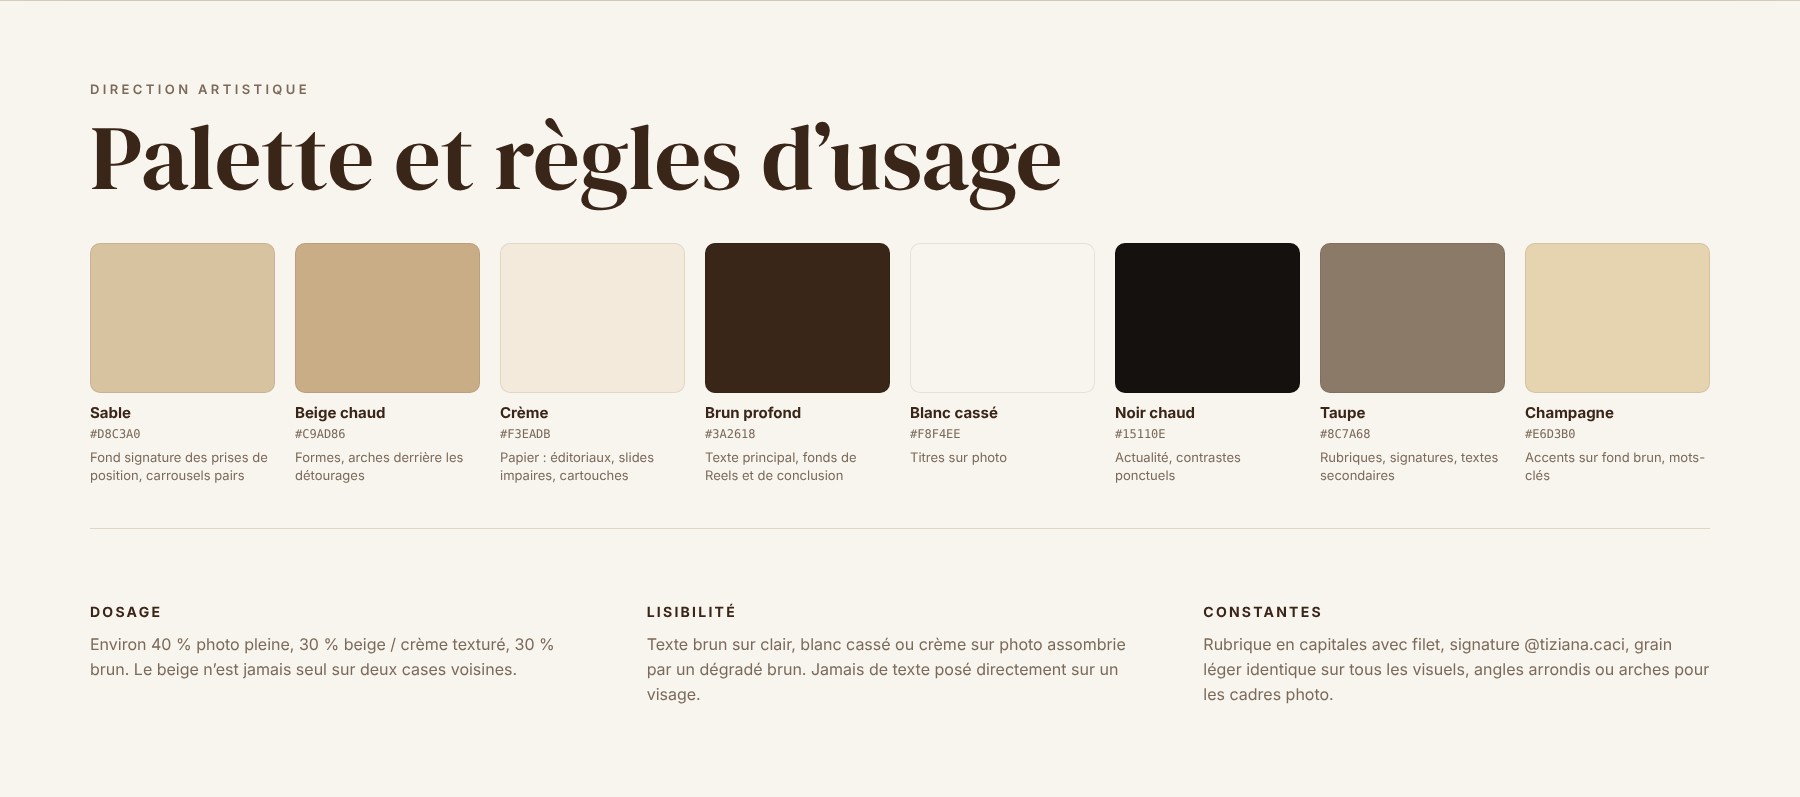 DIRECTION ARTISTIQUE
Palette et règles d’usage
Sable
#D8C3A0
Fond signature des prises de
position, carrousels pairs
Beige chaud
#C9AD86
Formes, arches derrière les
détourages
Crème
#F3EADB
Papier : éditoriaux, slides
impaires, cartouches
Brun profond
#3A2618
Texte principal, fonds de
Reels et de conclusion
Blanc cassé
#F8F4EE
Titres sur photo
Noir chaud
#15110E
Actualité, contrastes
ponctuels
Taupe
#8C7A68
Rubriques, signatures, textes
secondaires
Champagne
#E6D3B0
Accents sur fond brun, mots-
clés
DOSAGE
Environ 40 % photo pleine, 30 % beige / crème texturé, 30 %
brun. Le beige n’est jamais seul sur deux cases voisines.
LISIBILITÉ
Texte brun sur clair, blanc cassé ou crème sur photo assombrie
par un dégradé brun. Jamais de texte posé directement sur un
visage.
CONSTANTES
Rubrique en capitales avec filet, signature @tiziana.caci, grain
léger identique sur tous les visuels, angles arrondis ou arches pour
les cadres photo.